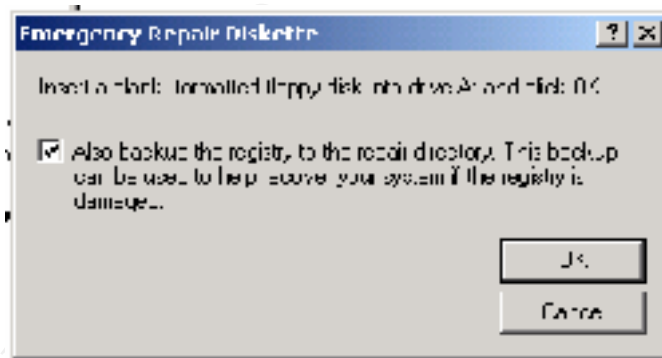 Emergency Repair Diskette
Insert a blank, formatted floppy disk into drive A: and click OK
Also backup the registry to the repair directory. This backup
can be used to help recover your system if the registry is
damaged.
OK
Cancel